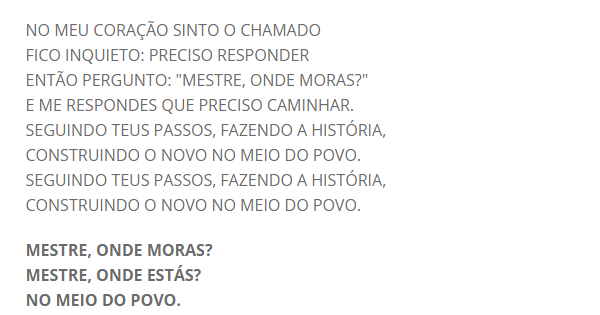 NO MEU CORAÇÃO SINTO O CHAMADO
FICO INQUIETO: PRECISO RESPONDER
ENTÃO PERGUNTO: "MESTRE, ONDE MORAS?"
E ME RESPONDES QUE PRECISO CAMINHAR.
SEGUINDO TEUS PASSOS, FAZENDO A HISTÓRIA,
CONSTRUINDO O NOVO NO MEIO DO POVO.
SEGUINDO TEUS PASSOS, FAZENDO A HISTÓRIA,
CONSTRUINDO O NOVO NO MEIO DO POVO.
MESTRE, ONDE MORAS?
MESTRE, ONDE ESTÁS?
NO MEIO DO POVO.